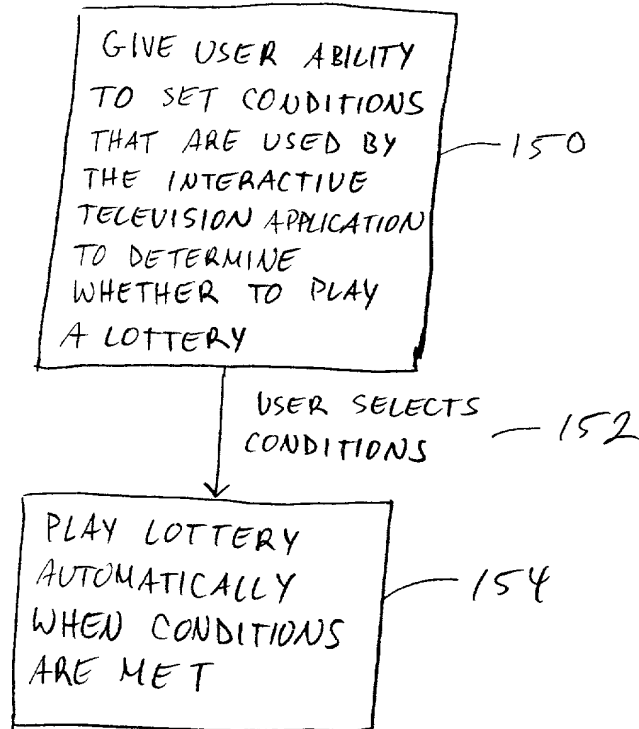 GIVE USER ABILITY
TO SET CONDITIONS
THAT ARE USED BY
THE INTERACTIVE
TELEVISION APPLICATION
TO DETERMINE
WHETHER TO PLAY
A LOTTERY
150
USER SELECTS
CONDITIONS
152
PLAY LOTTERY
AUTOMATICALLY
WHEN CONDITIONS
ARE MET
154